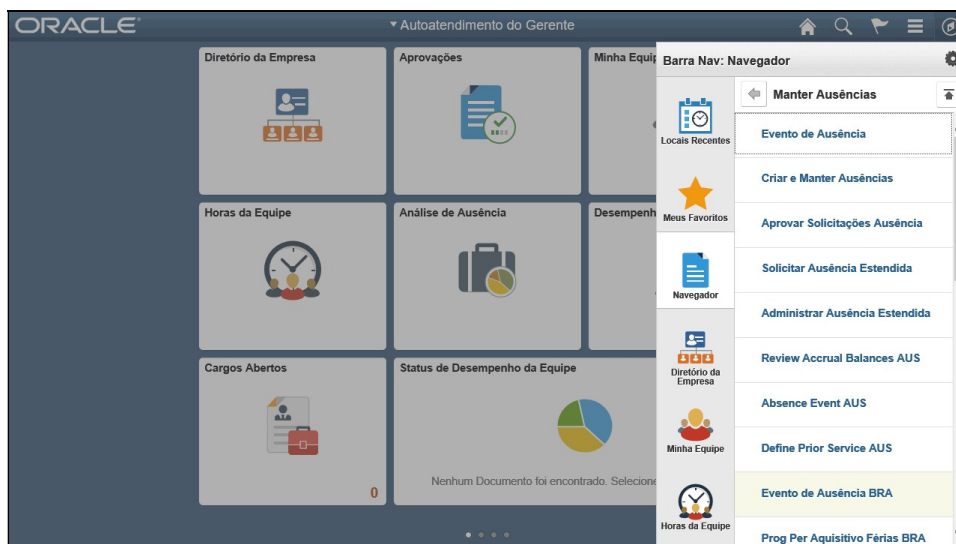 ORACLE
Autoatendimento do Gerente
Diretório da Empresa
Aprovações
Minha Equip
Horas da Equipe
Análise de Ausência
Desempenh
Cargos Abertos
0
Status de Desempenho da Equipe
Nenhum Documento foi encontrado. Selecione
Barra Nav: Navegador
Locais Recentes
Meus Favoritos
Navegador
Diretório da
Empresa
Minha Equipe
Horas da Equipe
Manter Ausências
Evento de Ausência
Criar e Manter Ausências
Aprovar Solicitações Ausência
Solicitar Ausência Estendida
Administrar Ausência Estendida
Review Accrual Balances AUS
Absence Event AUS
Define Prior Service AUS
Evento de Ausência BRA
Prog Per Aquisitivo Férias BRA